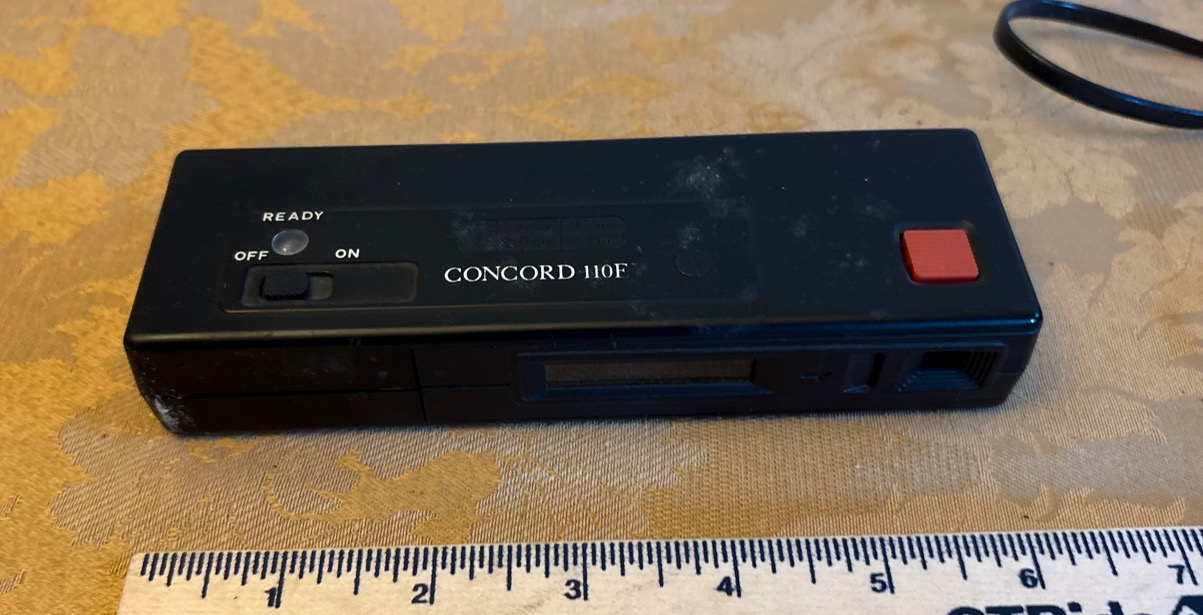 READY
OFF ON
CONCORD 110F
1 2 3 4 5 6 7